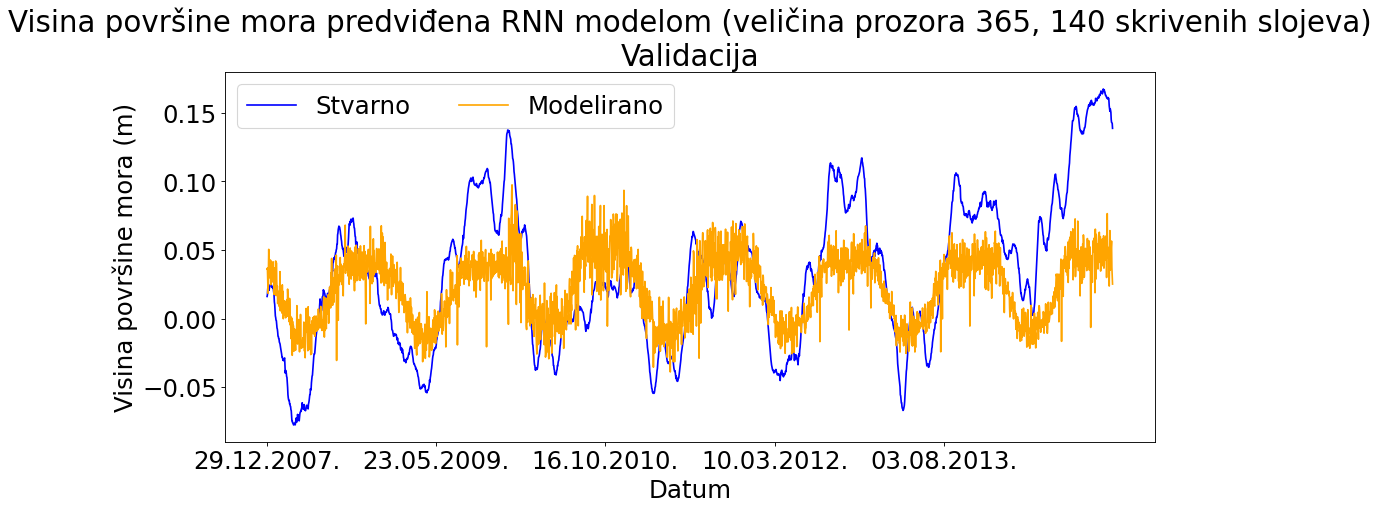 Visina površine mora predviđena RNN modelom (veličina prozora 365, 140 skrivenih slojeva)
Validacija
Stvarno
Modelirano
Visina površine mora (m)
0.15
0.10
0.05
0.00
−0.05
29.12.2007.
23.05.2009.
16.10.2010.
10.03.2012.
03.08.2013.
Datum